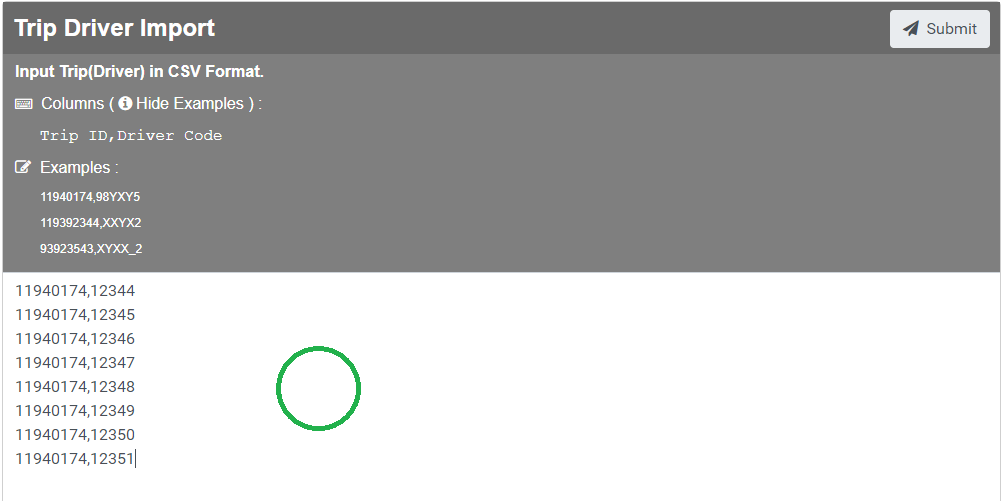 Trip Driver Import
Submit
Input Trip(Driver) in CSV Format.
Columns ( Hide Examples ) :
Trip ID,Driver Code
Examples :
11940174,98YXY5
119392344,XXYX2
93923543,XYXX_2
11940174,12344
11940174,12345
11940174,12346
11940174,12347
11940174,12348
11940174,12349
11940174,12350
11940174,12351